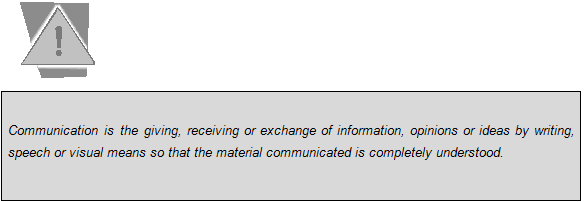 !
Communication is the giving, receiving or exchange of information, opinions or ideas by writing,
speech or visual means so that the material communicated is completely understood.